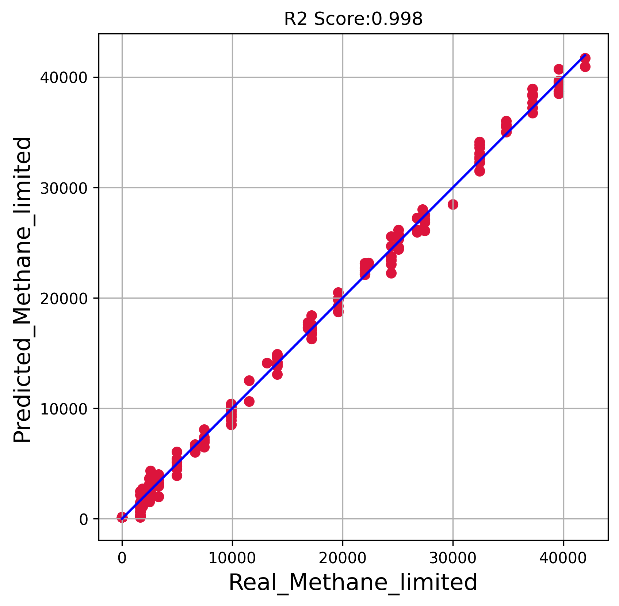 R2 Score:0.998
40000
30000
20000
10000
0
Predicted_Methane_limited
0 10000 20000 30000 40000
Real_Methane_limited